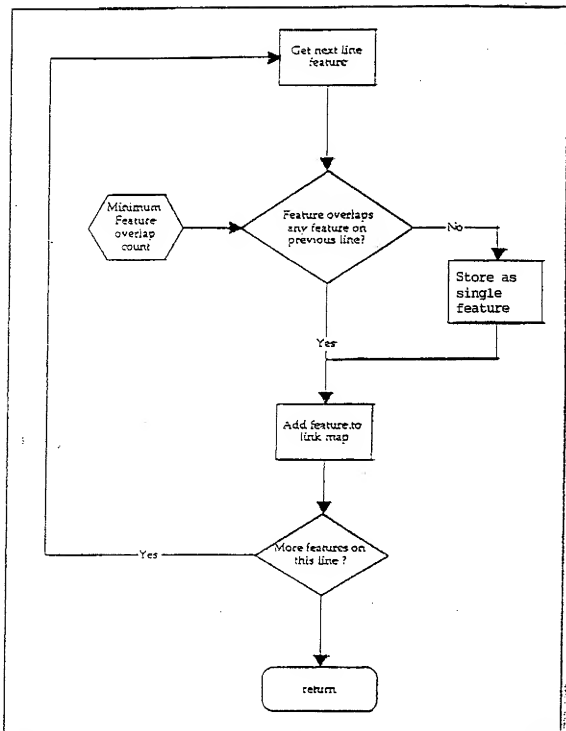 Get next line
feature
Minimum
Feature
overlap
count
Feature overlaps
any feature on
previous line?
No
Store as
single
feature
Yes
Add feature to
link map
More features on
this line ?
Yes
return